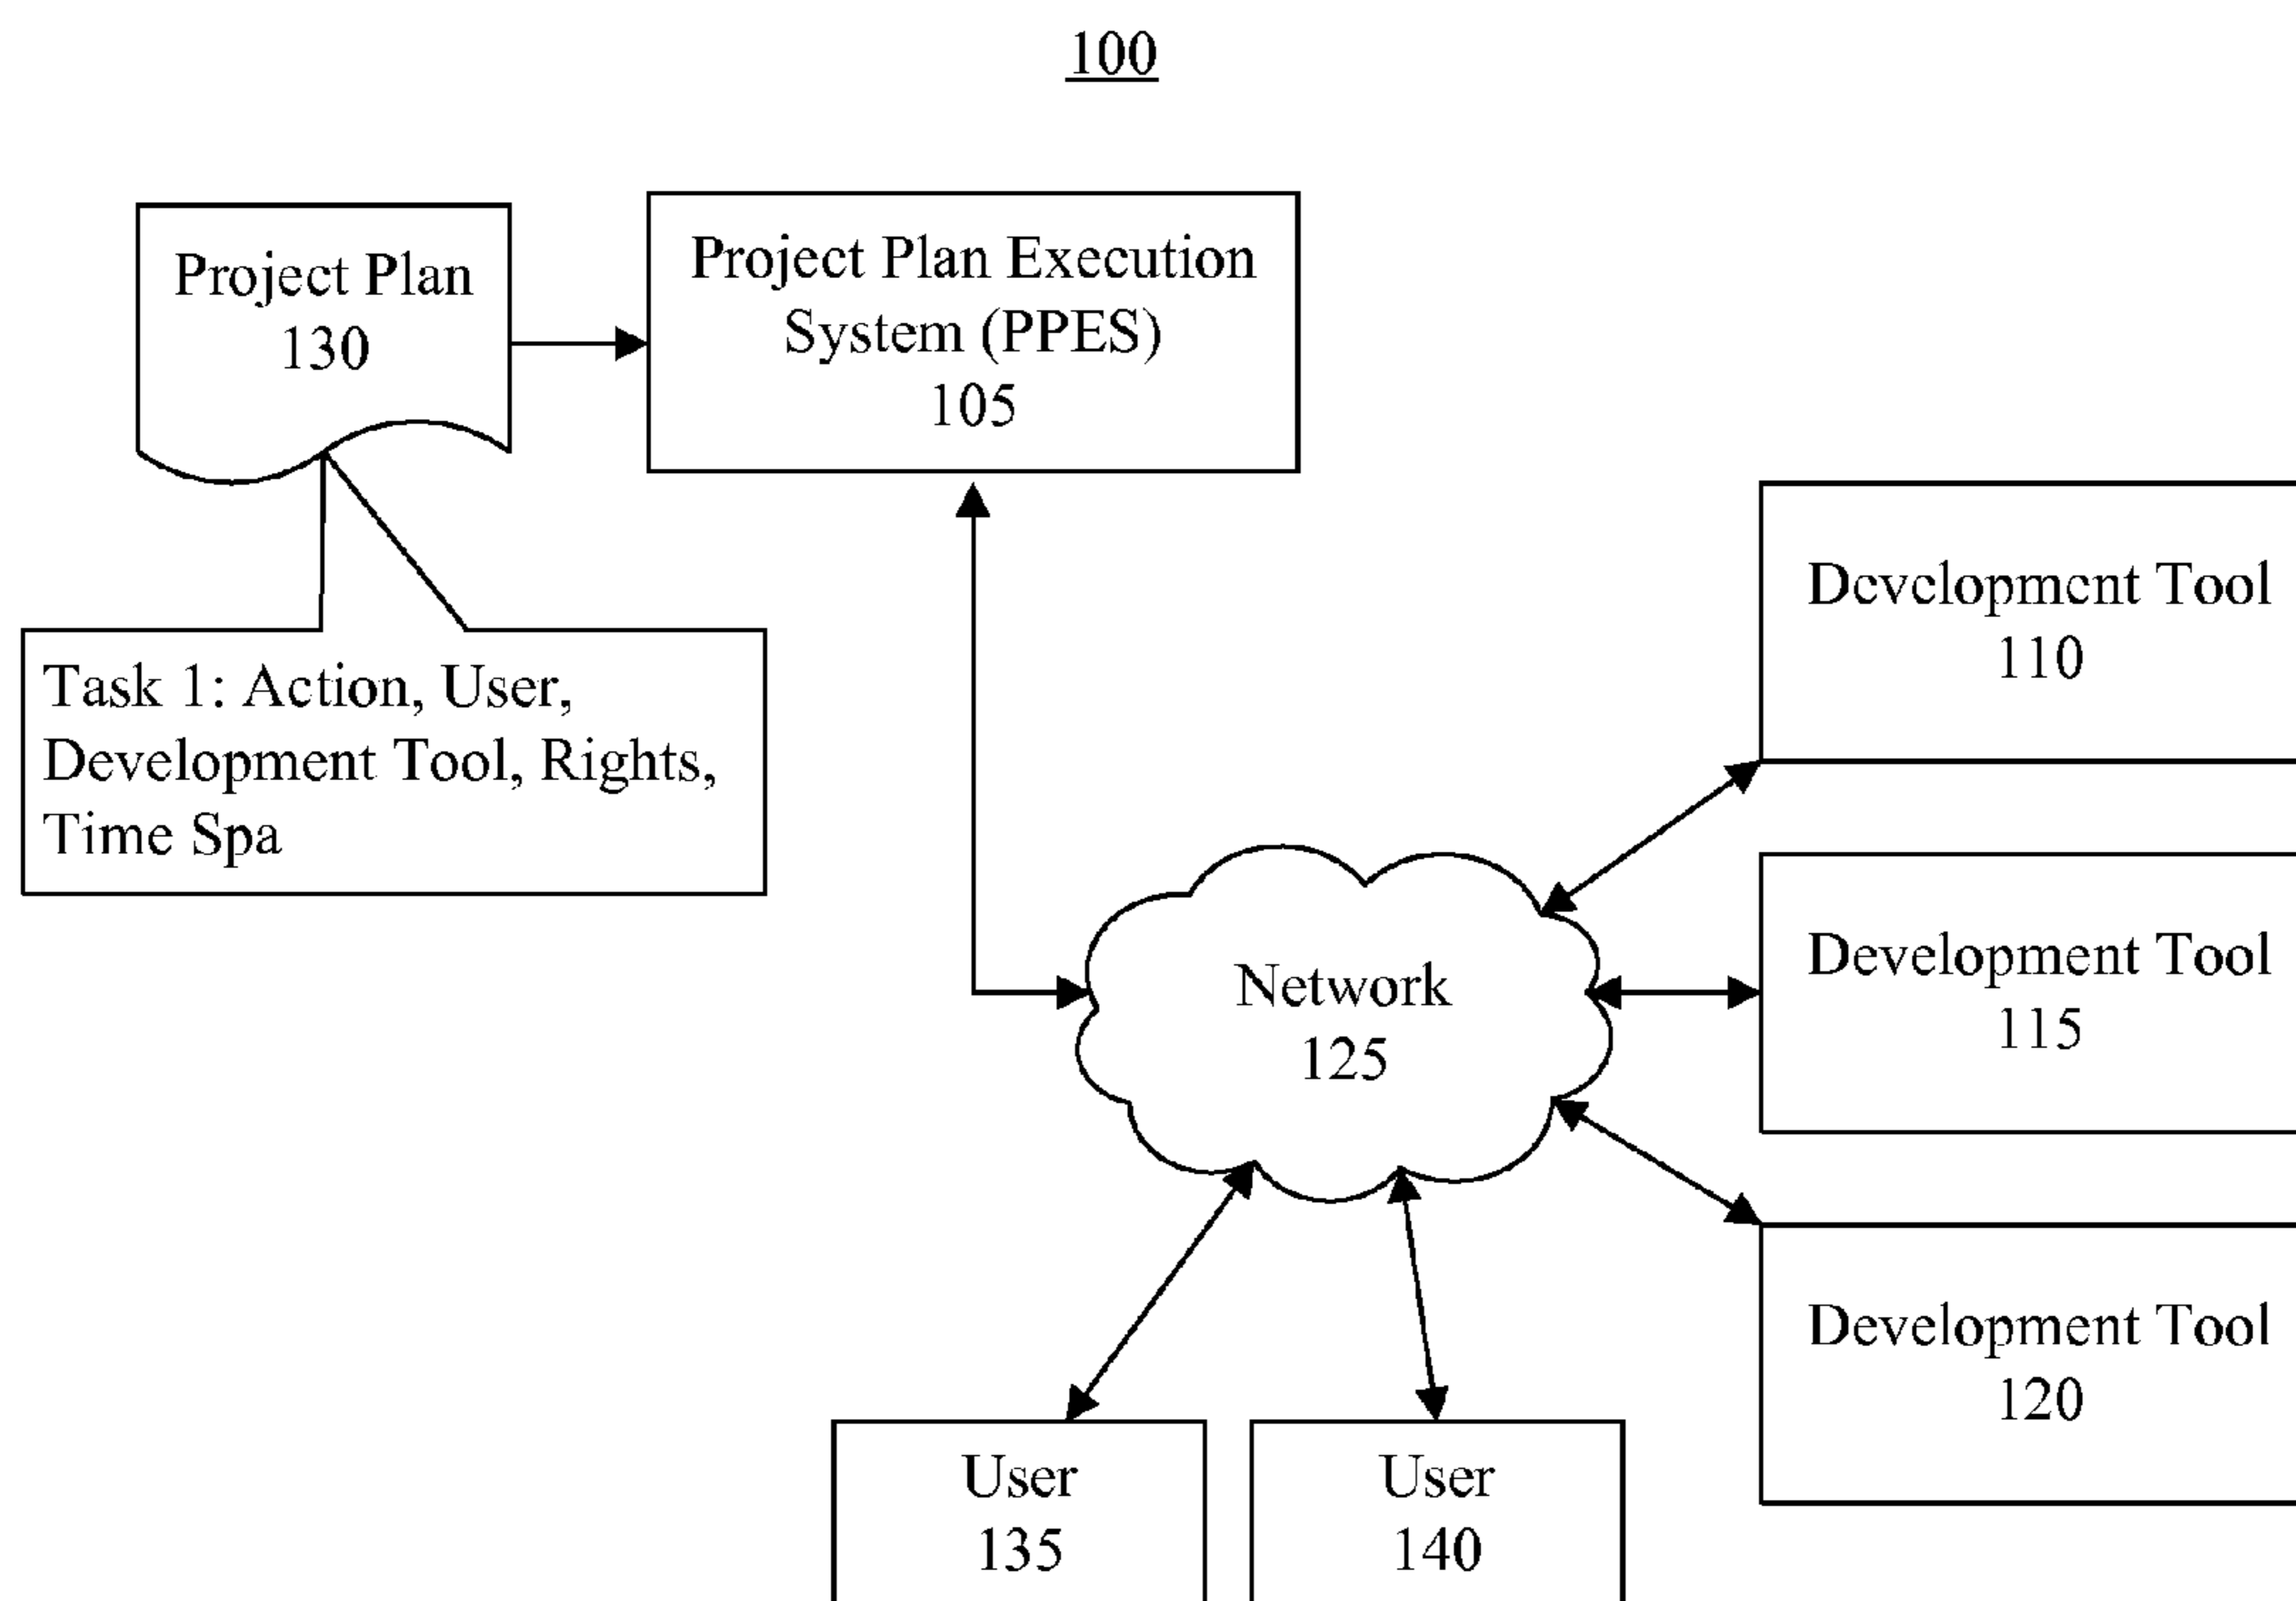 100
Project Plan
130
Project Plan Execution
System (PPES)
105
Task 1: Action, User,
Development Tool, Rights,
Time Spa
Development Tool
110
Network
125
Development Tool
115
Development Tool
120
User
135
User
140